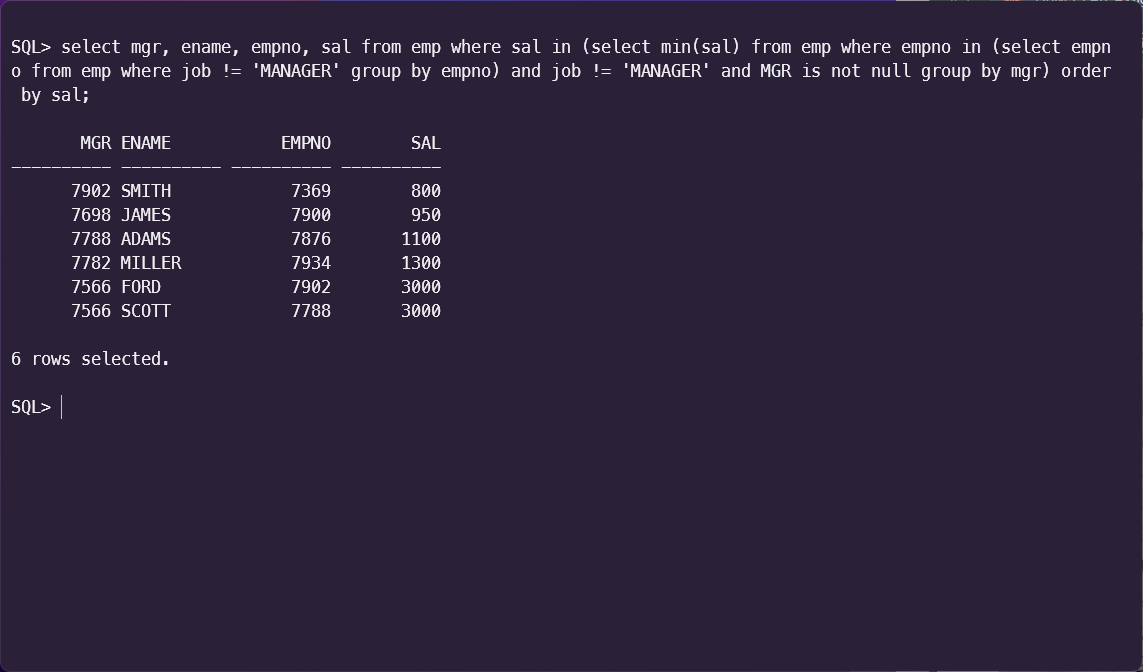 SQL> select mgr, ename, empno, sal from emp where sal in (select min(sal) from emp where empno in (select empn
o from emp where job != 'MANAGER' group by empno) and job != 'MANAGER' and MGR is not null group by mgr) order
 by sal;
       MGR ENAME           EMPNO        SAL
---------- ---------- ---------- ----------
      7902 SMITH            7369        800
      7698 JAMES            7900        950
      7788 ADAMS            7876       1100
      7782 MILLER           7934       1300
      7566 FORD             7902       3000
      7566 SCOTT            7788       3000
6 rows selected.
SQL>